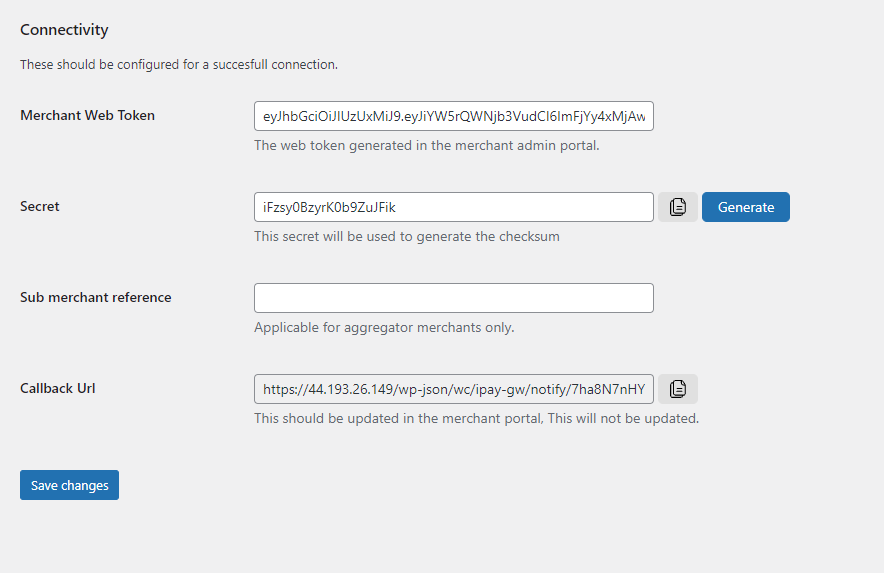 Connectivity
These should be configured for a succesfull connection.
Merchant Web Token
eyJhbGciOiJIUzUxMiJ9.eyJiYW5rQWNjb3VudCI6ImFjYy4xMjAw
The web token generated in the merchant admin portal.
Secret
iFzsy0BzyrK0b9ZuJFik
Generate
This secret will be used to generate the checksum
Sub merchant reference
Applicable for aggregator merchants only.
Callback Url
https://44.193.26.149/wp-json/wc/ipay-gw/notify/7ha8N7nHY
This should be updated in the merchant portal, This will not be updated.
Save changes